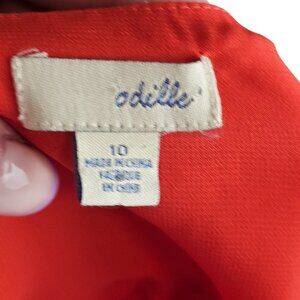 odille
10
MADE IN CHINA
FABRIQUE
EN CHINE